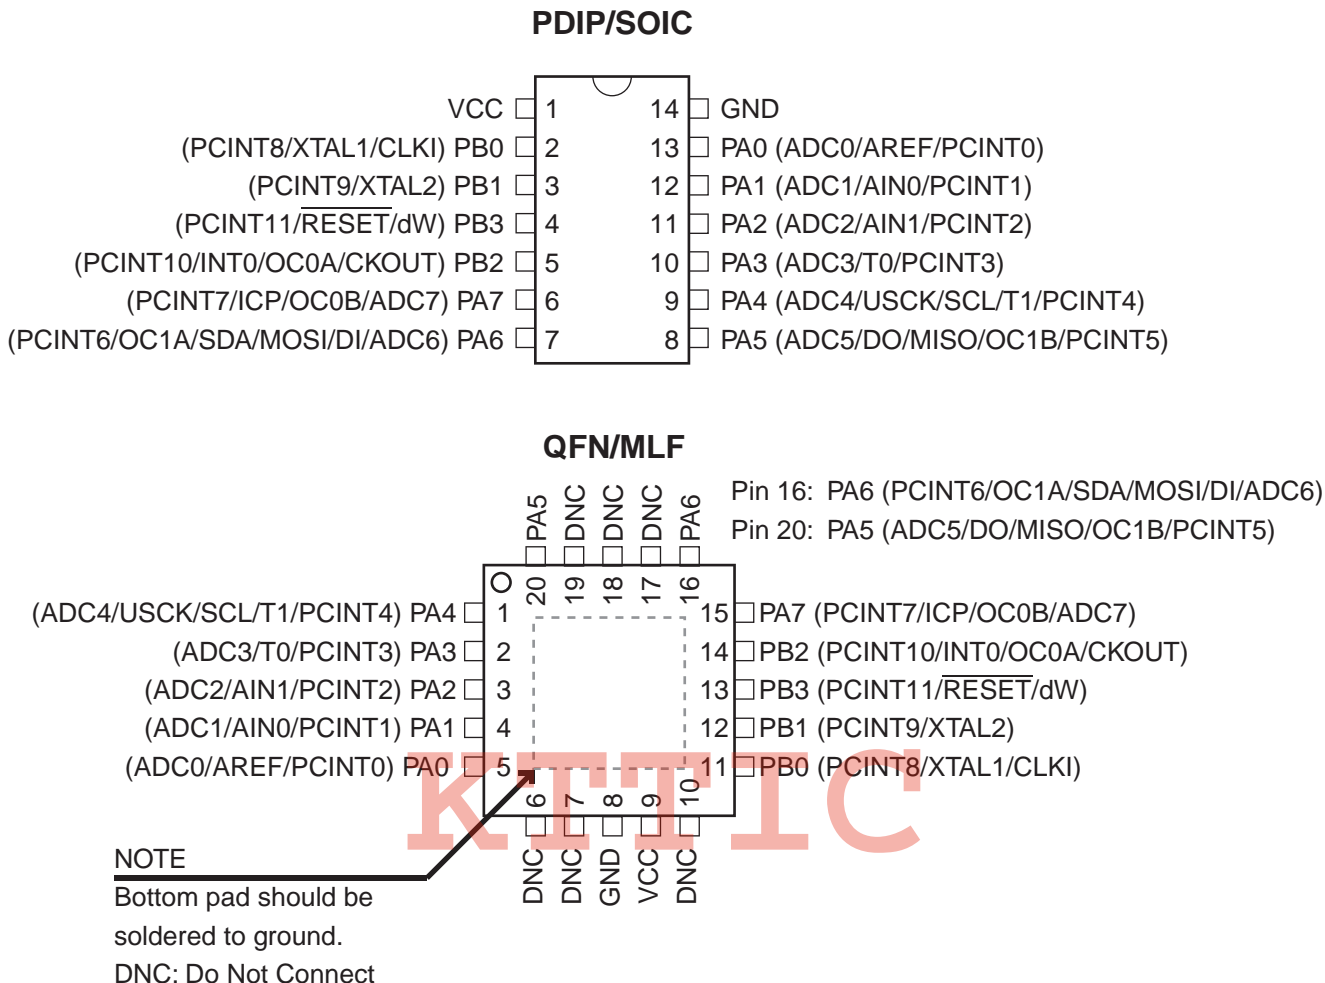 PDIP/SOIC
VCC 1 14 GND
(PCINT8/XTAL1/CLKI) PB0 2 13 PA0 (ADC0/AREF/PCINT0)
(PCINT9/XTAL2) PB1 3 12 PA1 (ADC1/AIN0/PCINT1)
(PCINT11/RESET/dW) PB3 4 11 PA2 (ADC2/AIN1/PCINT2)
(PCINT10/INT0/OC0A/CKOUT) PB2 5 10 PA3 (ADC3/T0/PCINT3)
(PCINT7/ICP/OC0B/ADC7) PA7 6 9 PA4 (ADC4/USCK/SCL/T1/PCINT4)
(PCINT6/OC1A/SDA/MOSI/DI/ADC6) PA6 7 8 PA5 (ADC5/DO/MISO/OC1B/PCINT5)
QFN/MLF
Pin 16: PA6 (PCINT6/OC1A/SDA/MOSI/DI/ADC6)
Pin 20: PA5 (ADC5/DO/MISO/OC1B/PCINT5)
PA5 DNC DNC DNC PA6
20 19 18 17 16
(ADC4/USCK/SCL/T1/PCINT4) PA4 1 15 PA7 (PCINT7/ICP/OC0B/ADC7)
(ADC3/T0/PCINT3) PA3 2 14 PB2 (PCINT10/INT0/OC0A/CKOUT)
(ADC2/AIN1/PCINT2) PA2 3 13 PB3 (PCINT11/RESET/dW)
(ADC1/AIN0/PCINT1) PA1 4 12 PB1 (PCINT9/XTAL2)
(ADC0/AREF/PCINT0) PA0 5 11 PB0 (PCINT8/XTAL1/CLKI)
KTTIC
6 7 8 9 10
DNC DNC GND VCC DNC
NOTE
Bottom pad should be
soldered to ground.
DNC: Do Not Connect